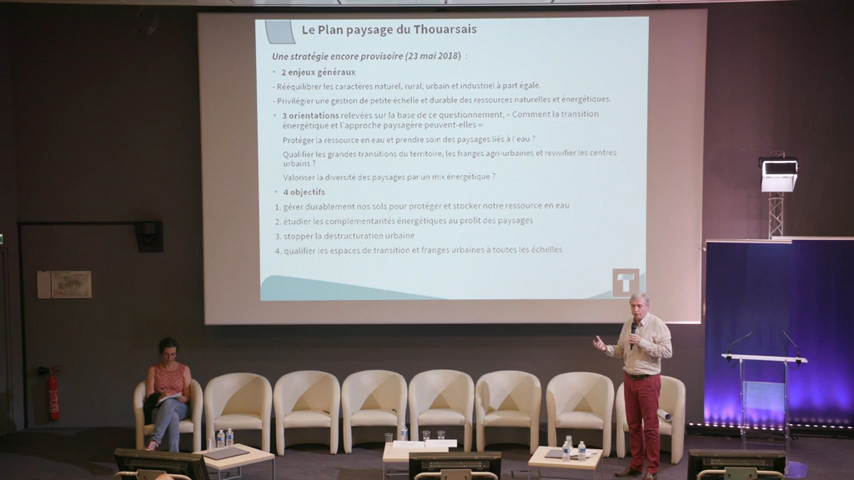 Le Plan paysage du Thouarsais
Une stratégie encore provisoire (23 mai 2018) :
• 2 enjeux généraux
- Rééquilibrer les caractères naturel, rural, urbain et industriel à part égale.
- Privilégier une gestion de petite échelle et durable des ressources naturelles et énergétiques.
• 3 orientations relevées sur la base de ce questionnement, « Comment la transition
énergétique et l'approche paysagère peuvent-elles »
Protéger la ressource en eau et prendre soin des paysages liés à l'eau ?
Qualifier les grandes transitions du territoire, les franges agri-urbaines et revivifier les centres
urbains ?
Valoriser la diversité des paysages par un mix énergétique ?
• 4 objectifs
1. gérer durablement nos sols pour protéger et stocker notre ressource en eau
2. étudier les complémentarités énergétiques au profit des paysages
3. stopper la destructuration urbaine
4. qualifier les espaces de transition et franges urbaines à toutes les échelles
T